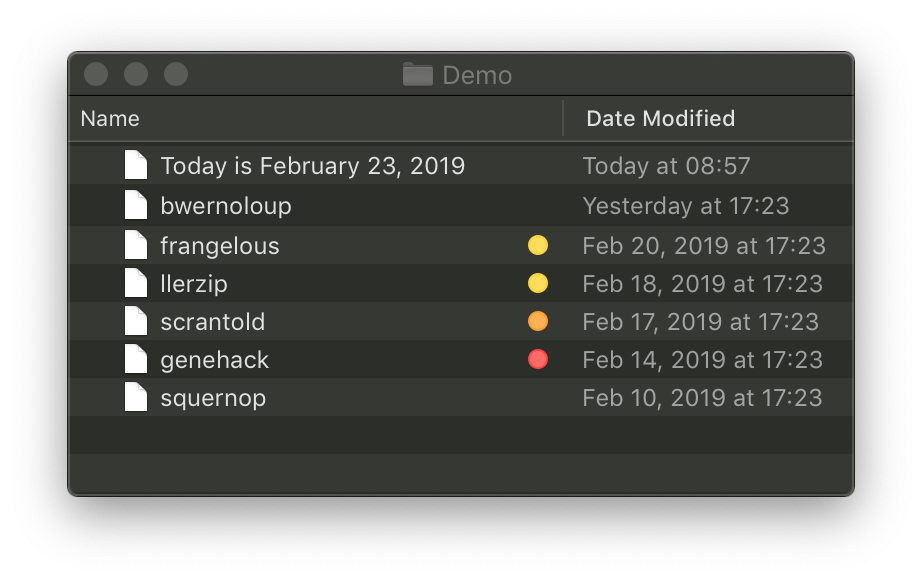 Demo
Name Date Modified
Today is February 23, 2019 Today at 08:57
bwernoloup Yesterday at 17:23
frangelous Feb 20, 2019 at 17:23
llerzip Feb 18, 2019 at 17:23
scrantold Feb 17, 2019 at 17:23
genehack Feb 14, 2019 at 17:23
squernop Feb 10, 2019 at 17:23